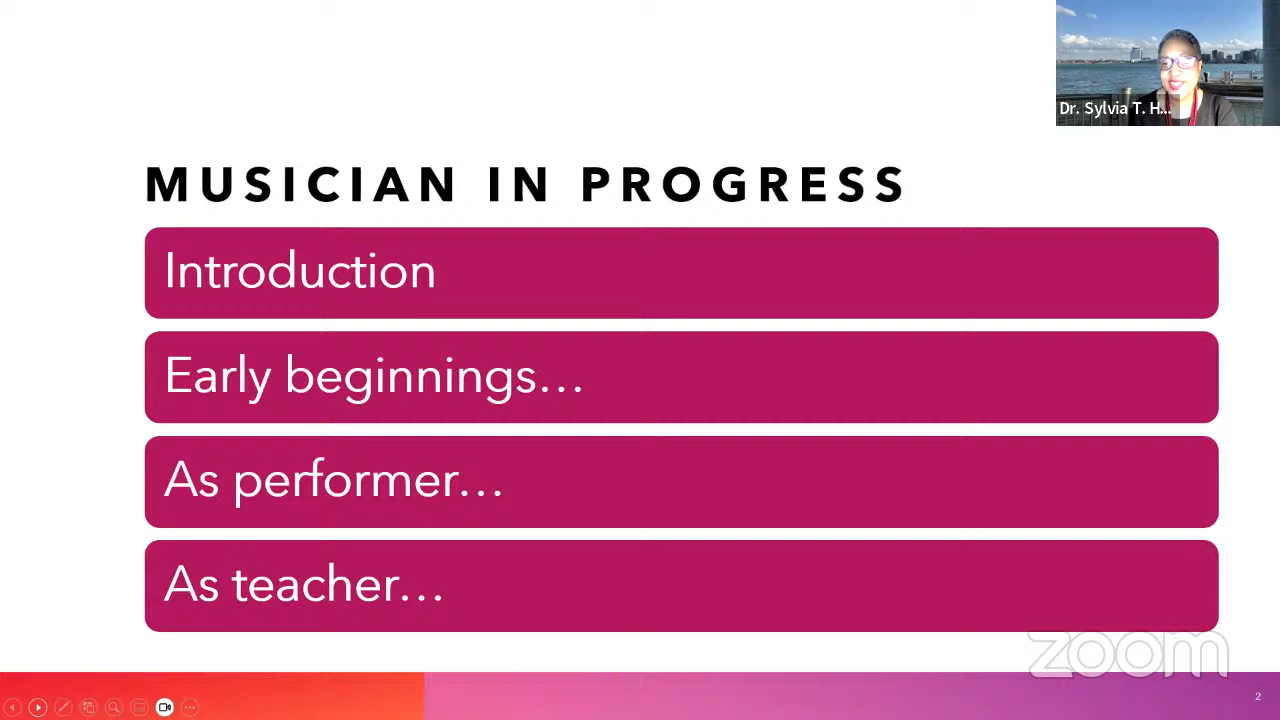 Dr. Sylvia T. H...
MUSICIAN IN PROGRESS
Introduction
Early beginnings...
As performer...
As teacher...
zoom
2